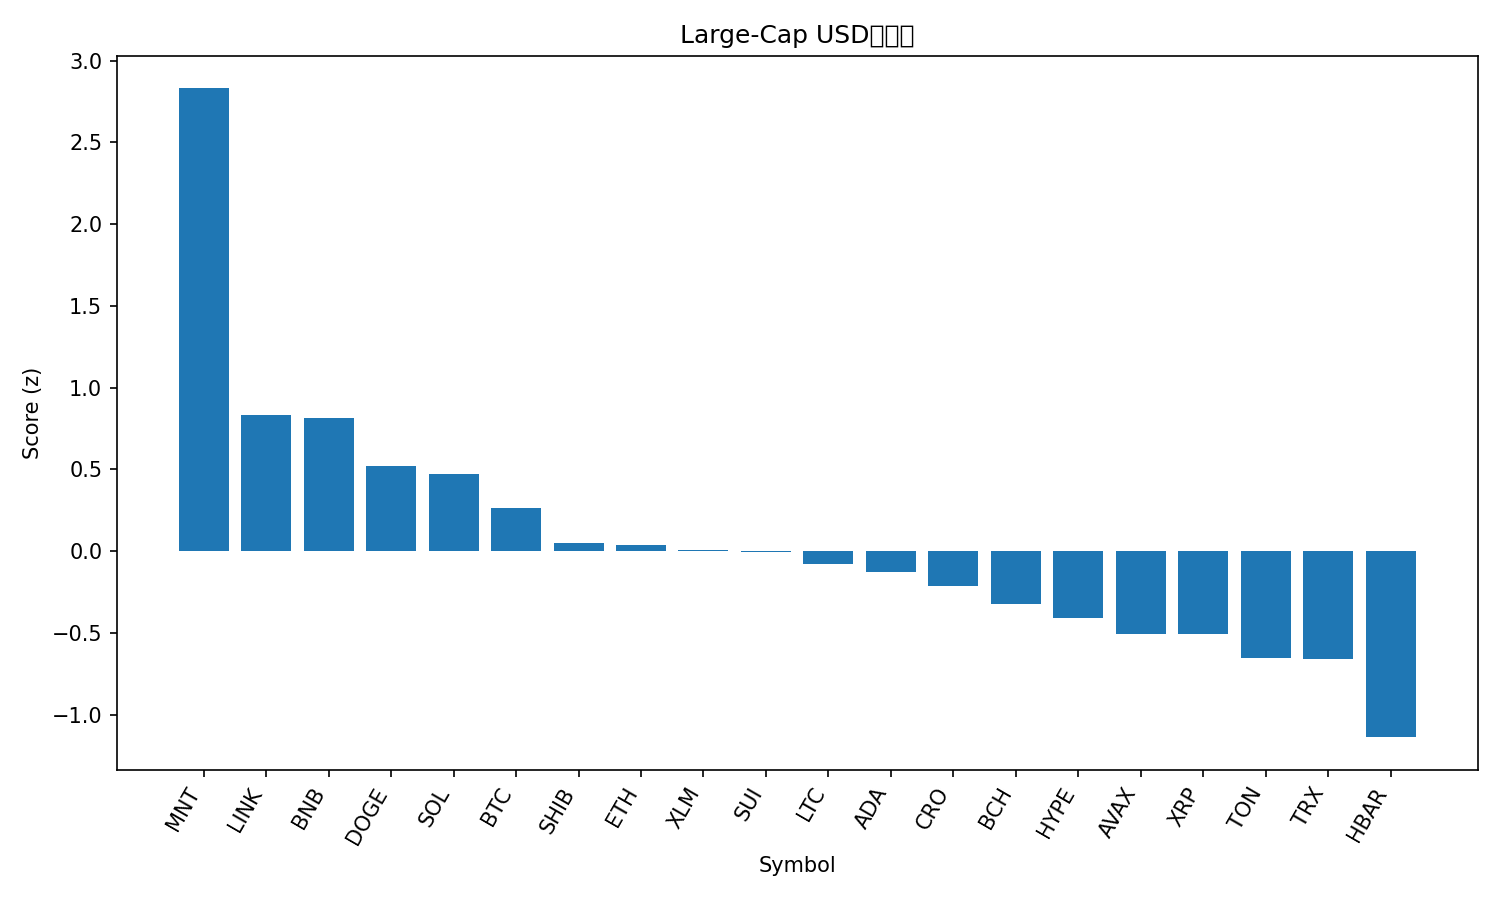 Large-Cap USD
3.0
2.5
2.0
1.5
1.0
0.5
0.0
−0.5
−1.0
Score (z)
MNT
LINK
BNB
DOGE
SOL
BTC
SHIB
ETH
XLM
SUI
LTC
ADA
CRO
BCH
HYPE
AVAX
XRP
TON
TRX
HBAR
Symbol